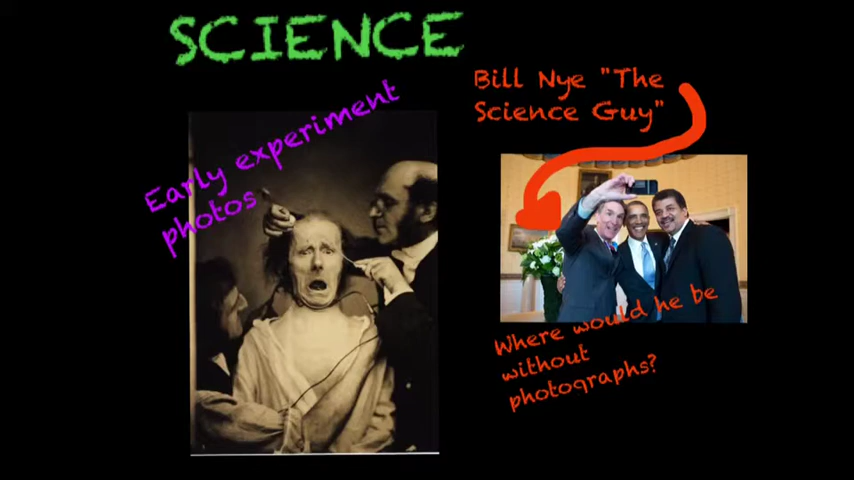 SCIENCE
Early experiment
photos
Bill Nye "The
Science Guy"
Where would he be
without
photographs?